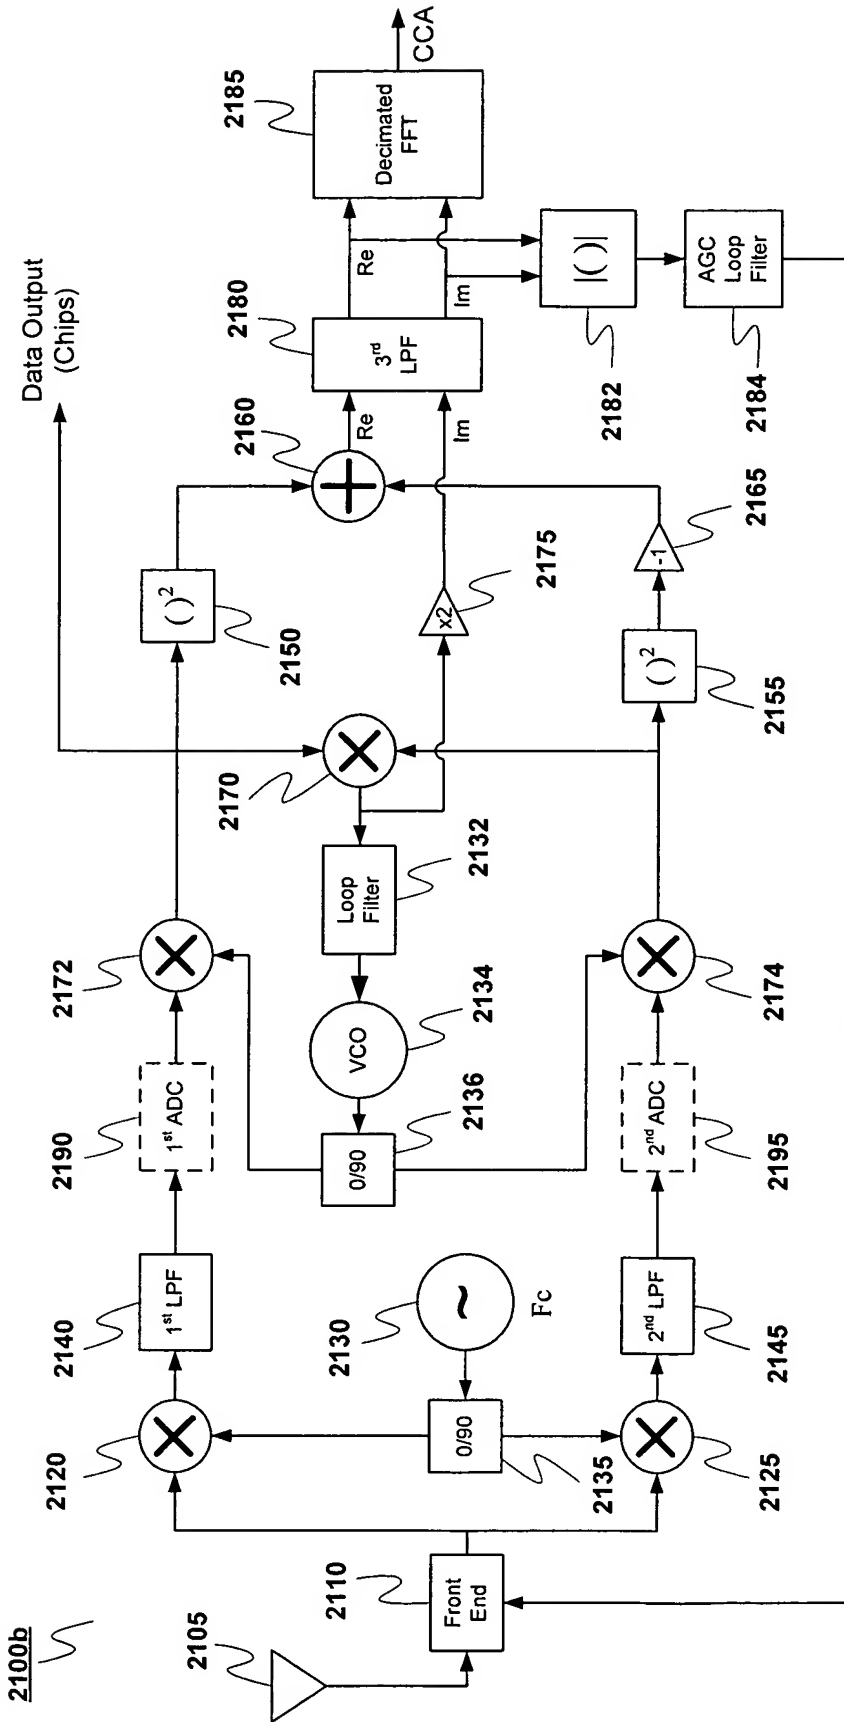 2100b
2105
2110
Front
End
2120
2125
2130
Fc
2135
0/90
2140
1st LPF
2145
2nd LPF
2190
1st ADC
2195
2nd ADC
2136
0/90
2134
VCO
2132
Loop
Filter
2172
2174
2170
Data Output
(Chips)
2150
( )²
2155
( )²
2175
x2
2165
-1
2160
Re
Im
2180
3rd
LPF
Re
Im
2182
|( )|
2184
AGC
Loop
Filter
2185
Decimated
FFT
CCA